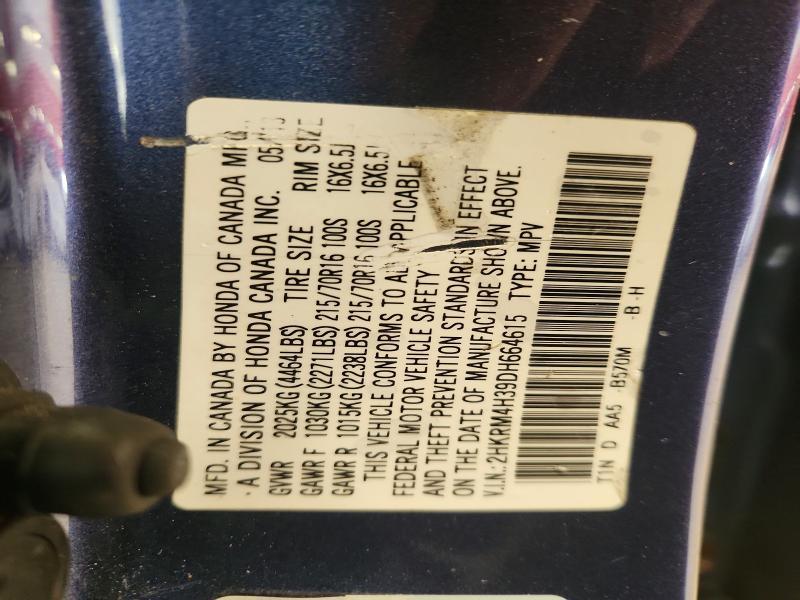 MFD. IN CANADA BY HONDA OF CANADA MFG.
- A DIVISION OF HONDA CANADA INC. 05/
GVWR 2025KG(4464LBS) TIRE SIZE RIM SIZE
GAWR F 1030KG(2271LBS) 215/70R16 100S 16X6.5J
GAWR R 1015KG(2238LBS) 215/70R16 100S 16X6.5J
THIS VEHICLE CONFORMS TO ALL APPLICABLE
FEDERAL MOTOR VEHICLE SAFETY
AND THEFT PREVENTION STANDARDS IN EFFECT
ON THE DATE OF MANUFACTURE SHOWN ABOVE.
V.I.N.: 2HKRM4H39DH664615 TYPE: MPV
TIN D AA5 -B570M -B -H